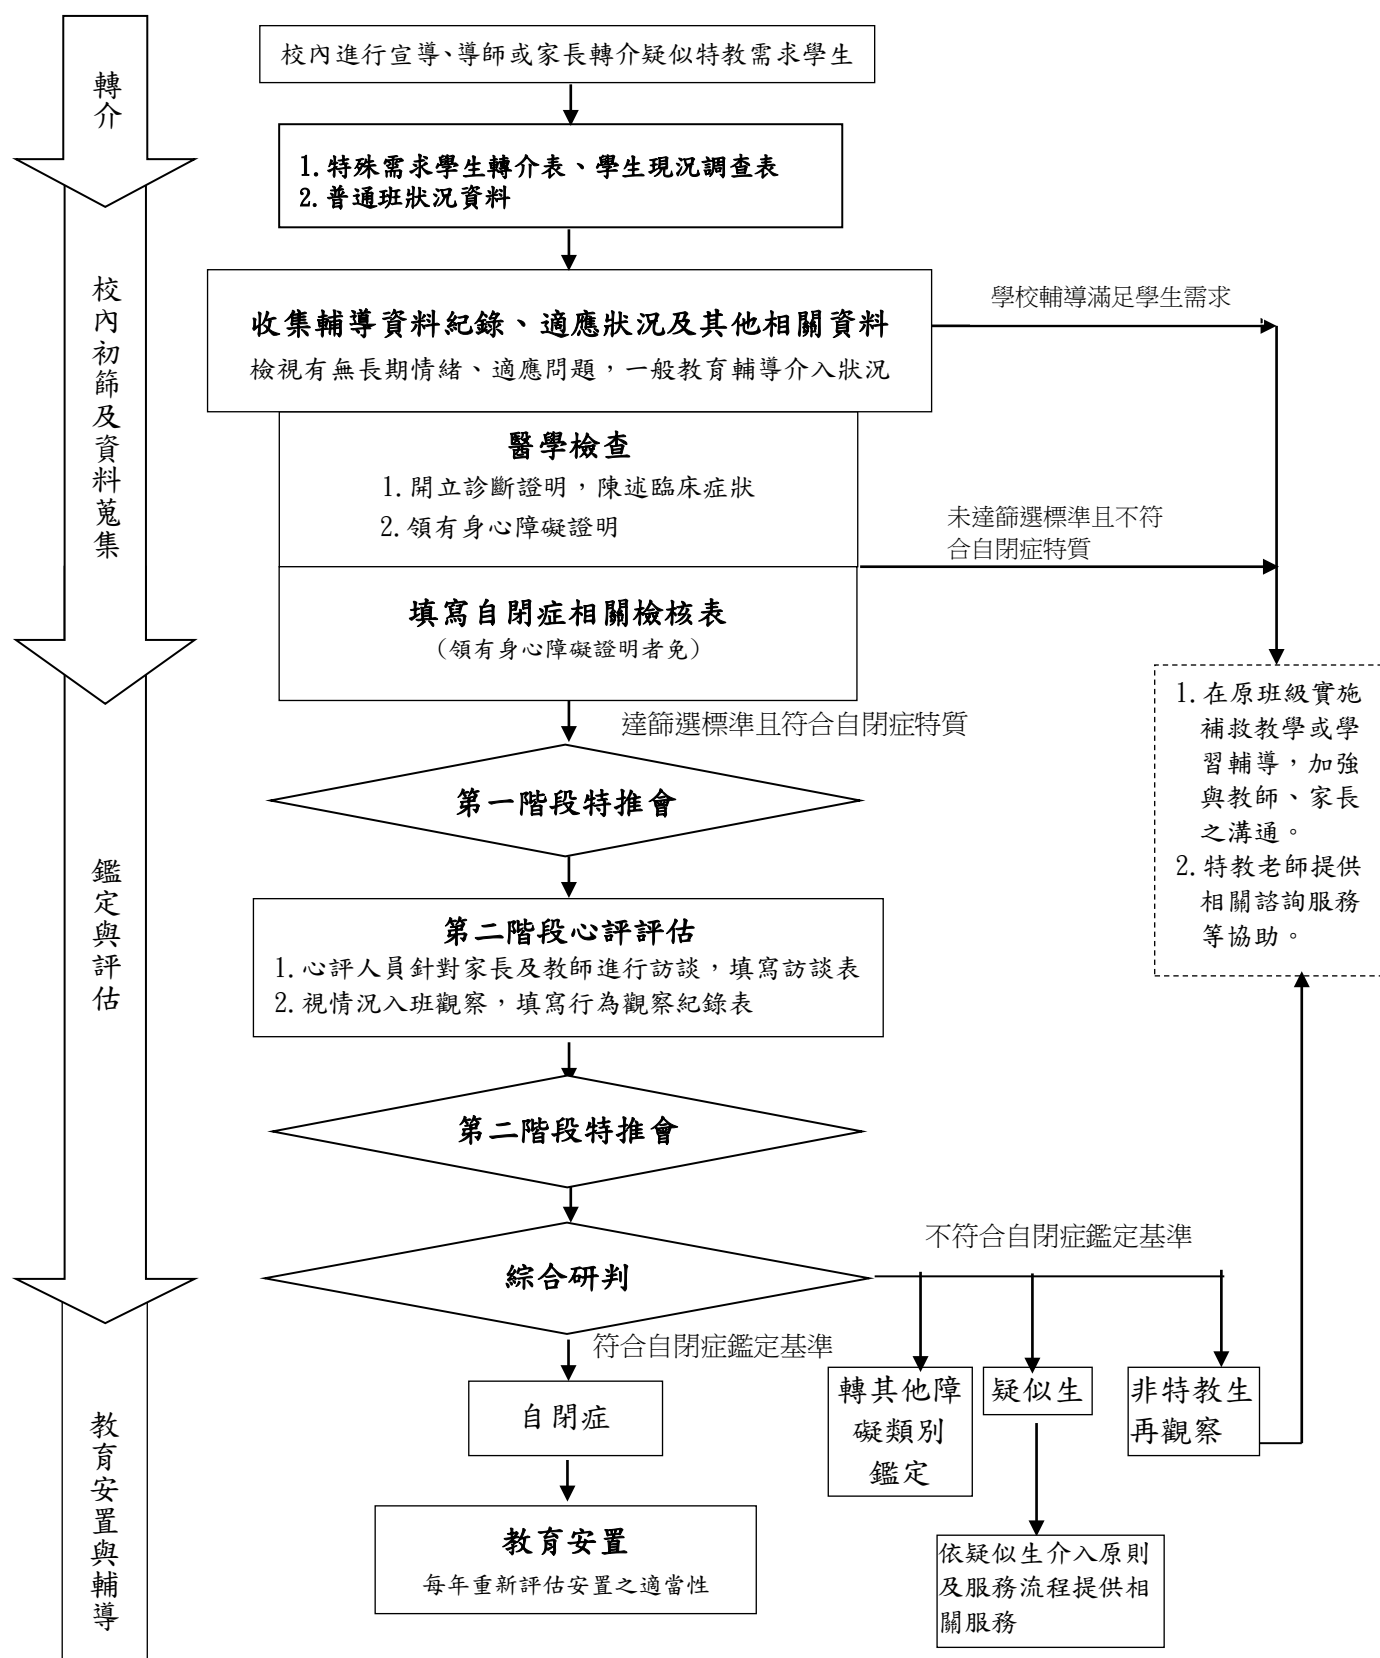 轉介
校內初篩及資料蒐集
鑑定與評估
教育安置與輔導
校內進行宣導、導師或家長轉介疑似特教需求學生
1.特殊需求學生轉介表、學生現況調查表
2.普通班狀況資料
收集輔導資料紀錄、適應狀況及其他相關資料
檢視有無長期情緒、適應問題，一般教育輔導介入狀況
學校輔導滿足學生需求
醫學檢查
1.開立診斷證明，陳述臨床症狀
2.領有身心障礙證明
未達篩選標準且不符
合自閉症特質
填寫自閉症相關檢核表
(領有身心障礙證明者免)
達篩選標準且符合自閉症特質
1.在原班級實施
補救教學或學
習輔導，加強
與教師、家長
之溝通。
2.特教老師提供
相關諮詢服務
等協助。
第一階段特推會
第二階段心評評估
1.心評人員針對家長及教師進行訪談，填寫訪談表
2.視情況入班觀察，填寫行為觀察紀錄表
第二階段特推會
綜合研判
不符合自閉症鑑定基準
符合自閉症鑑定基準
自閉症
轉其他障
礙類別
鑑定
疑似生
非特教生
再觀察
教育安置
每年重新評估安置之適當性
依疑似生介入原則
及服務流程提供相
關服務